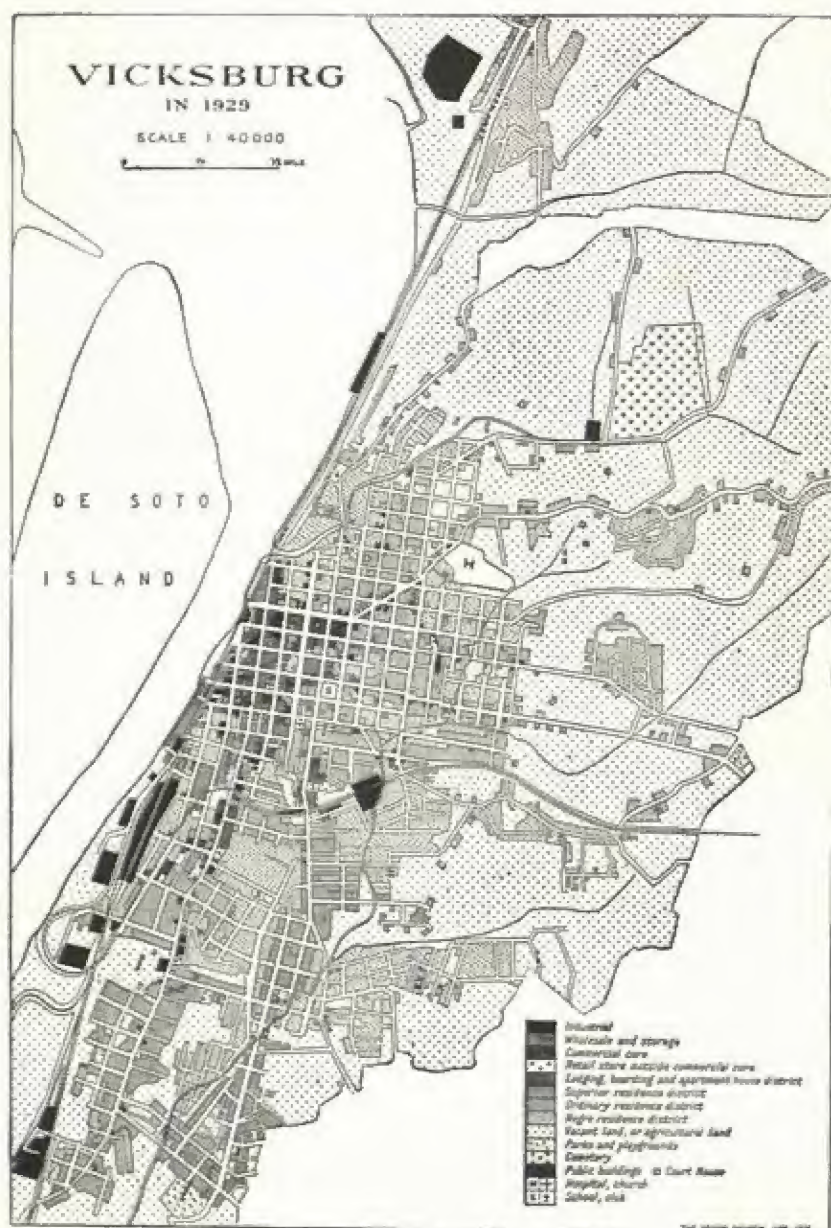 VICKSBURG
IN 1929
SCALE 1 40000
DE SOTO
ISLAND
H
Industrial
Wholesale and storage
Commercial core
Retail store outside commercial core
Lodging, boarding and apartment house district
Superior residence district
Ordinary residence district
Negro residence district
Vacant land, or agricultural land
Parks and playgrounds
Cemetery
Public buildings Court House
Hospital, church
School, club